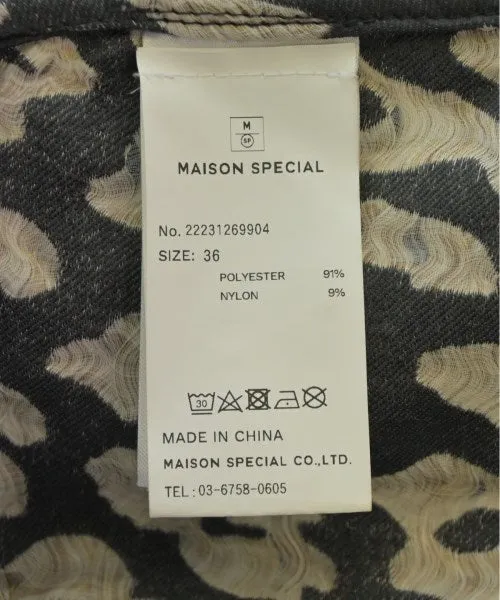 M
SP
MAISON SPECIAL
No. 22231269904
SIZE: 36
POLYESTER 91%
NYLON 9%
30
MADE IN CHINA
MAISON SPECIAL CO.,LTD.
TEL: 03-6758-0605